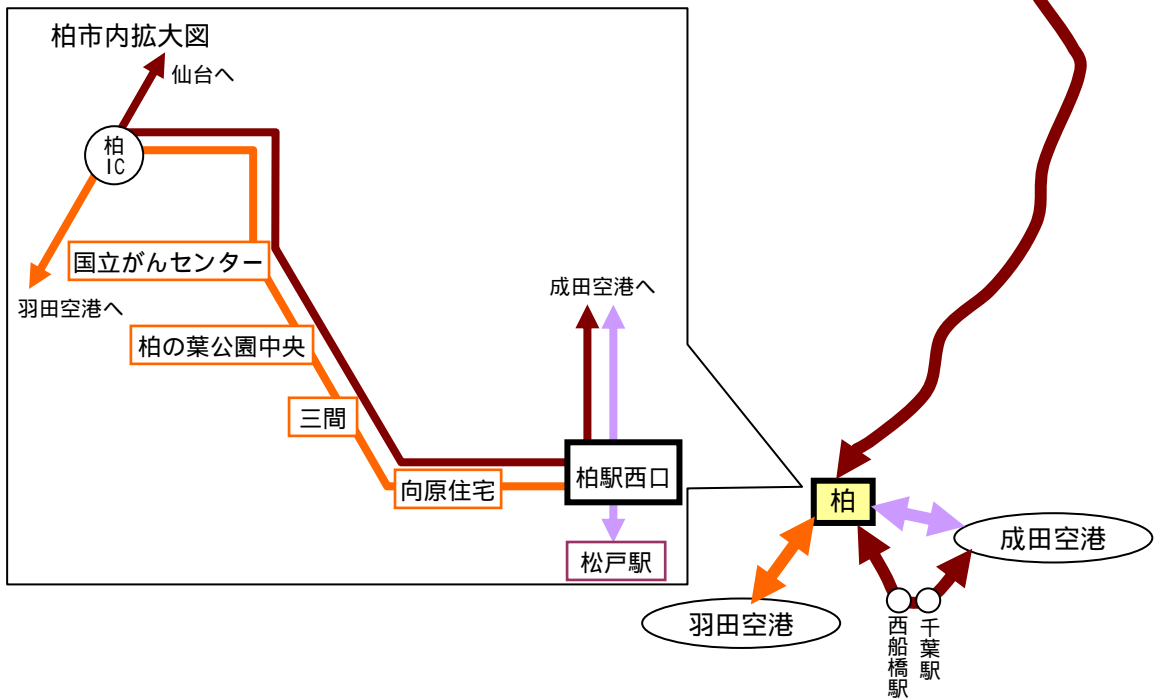 柏市内拡大図
仙台へ
柏
IC
国立がんセンター
羽田空港へ
成田空港へ
柏の葉公園中央
三間
柏駅西口
向原住宅
松戸駅
柏
成田空港
羽田空港
西船橋駅
千葉駅